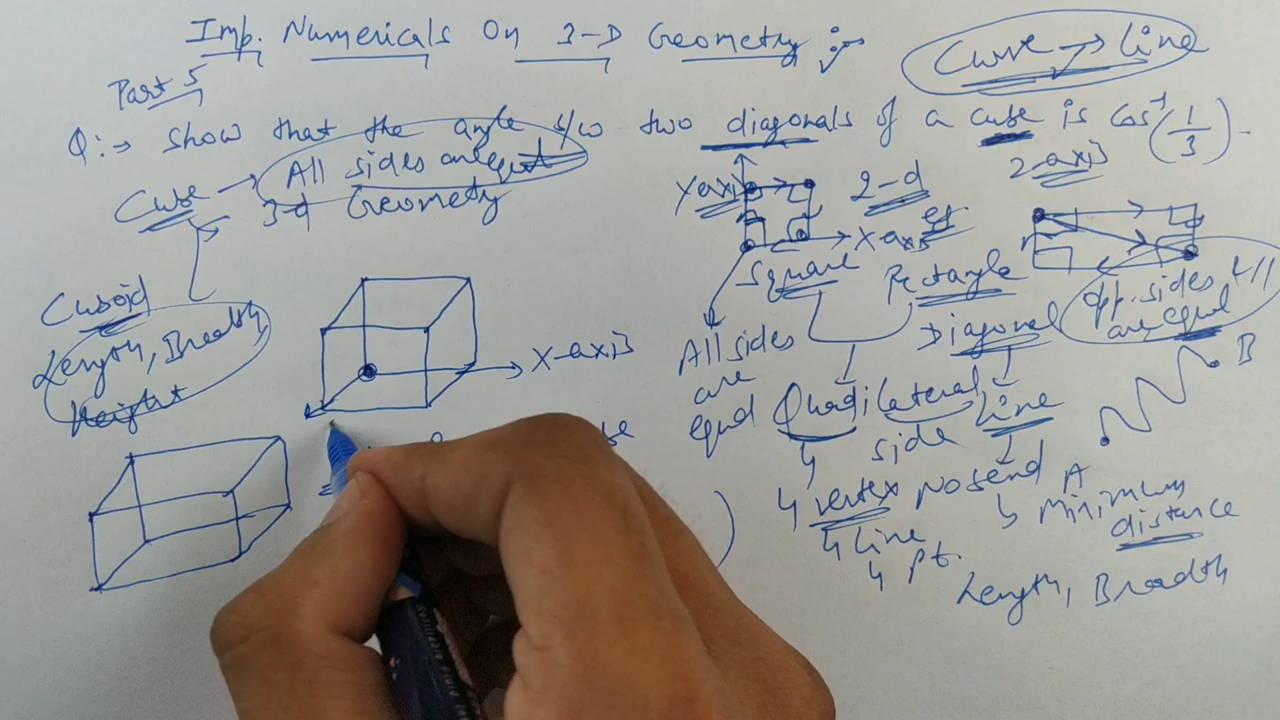 Imp. Numericals On 3-D Geometry :-
Curve → Line
Part 5
Q:→ Show that the angle b/w two diagonals of a cube is Cos⁻¹(1/3).
Cube → All sides are equal
3-d Geometry
Cuboid
Length, Breadth
Height
X-axis
Y axis
2-d
X-axis
2-axis
Square
Rectangle
opp. sides
are equal
All sides
are
equal
Diagonal
Quadilateral
4 side
Line
No send
4 vertex
4 Line
4 pt.
A
B
Minimum
distance
Length, Breadth